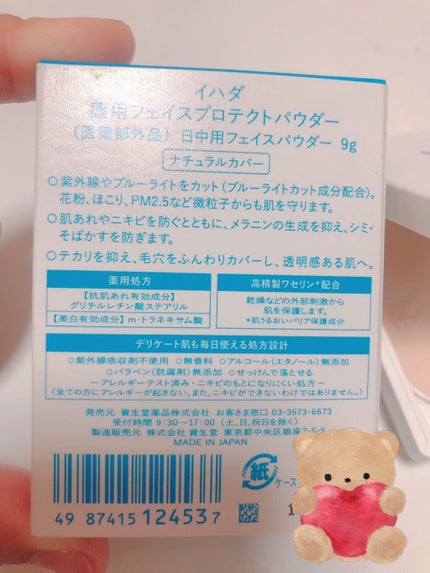 イハダ
薬用フェイスプロテクトパウダー
(医薬部外品) 日中用フェイスパウダー 9g
ナチュラルカバー
○紫外線やブルーライトをカット(ブルーライトカット成分配合)。
花粉、ほこり、PM2.5など微粒子からも肌を守ります。
○肌あれやニキビを防ぐとともに、メラニンの生成を抑え、シミ・
そばかすを防ぎます。
○テカリを抑え、毛穴をふんわりカバーし、透明感ある肌へ。
薬用処方
【抗肌あれ有効成分】
グリチルレチン酸ステアリル
【美白有効成分】m-トラネキサム酸
高精製ワセリン*配合
乾燥などの外部刺激から
肌を保護します。
*肌うるおいバリア保護成分
デリケート肌も毎日使える処方設計
○紫外線吸収剤不使用 ○無香料 ○アルコール(エタノール)無添加
○パラベン(防腐剤)無添加 ○せっけんで落とせる
―アレルギーテスト済み・ニキビのもとになりにくい処方―
(全ての方にアレルギーが起きない、また、ニキビができないわけではありません。)
発売元 資生堂薬品株式会社 お客さま窓口 03-3573-6673
受付時間 9:30~17:00 (土、日、祝日を除く)
製造販売元 株式会社 資生堂 東京都中央区銀座7-5-5
MADE IN JAPAN
紙
ケース
4987415124537